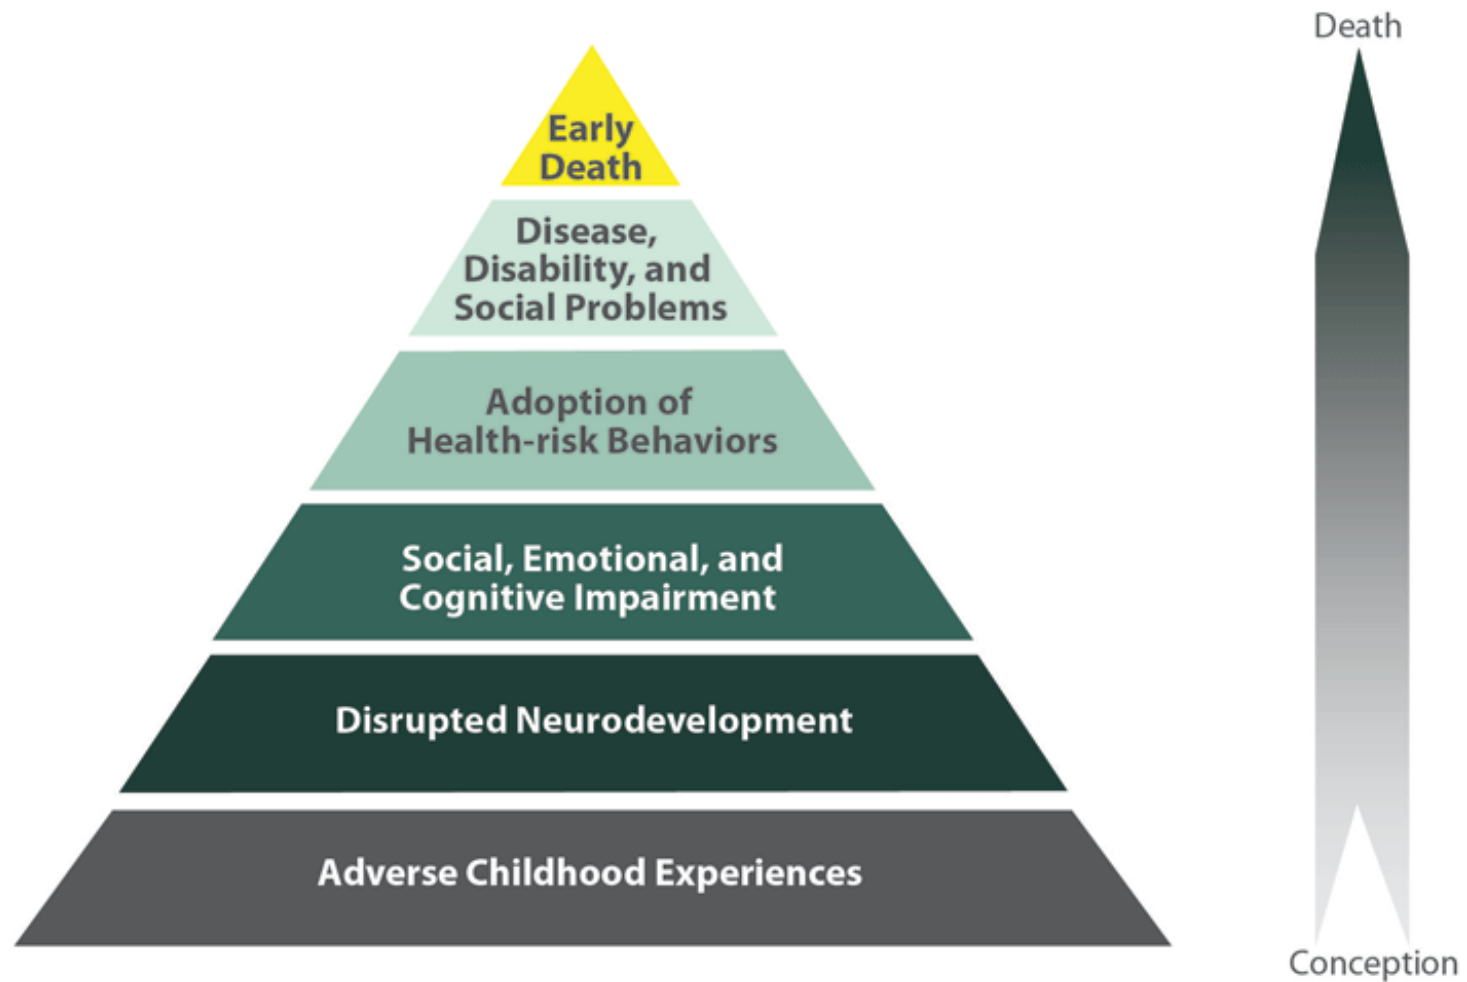 Death
Early
Death
Disease,
Disability, and
Social Problems
Adoption of
Health-risk Behaviors
Social, Emotional, and
Cognitive Impairment
Disrupted Neurodevelopment
Adverse Childhood Experiences
Conception